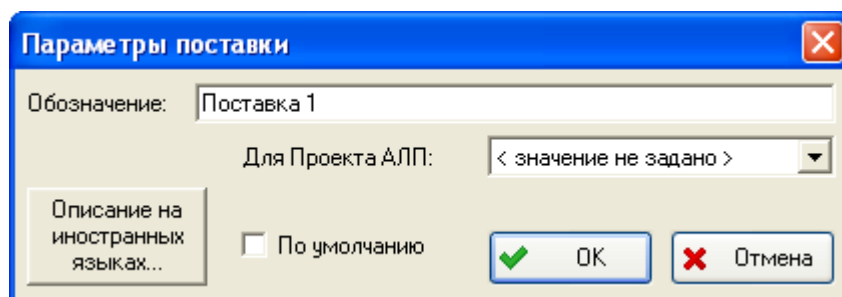 Параметры поставки
Обозначение: Поставка 1
Для Проекта АЛП: < значение не задано >
Описание на
иностранных
языках...
По умолчанию
OK
Отмена